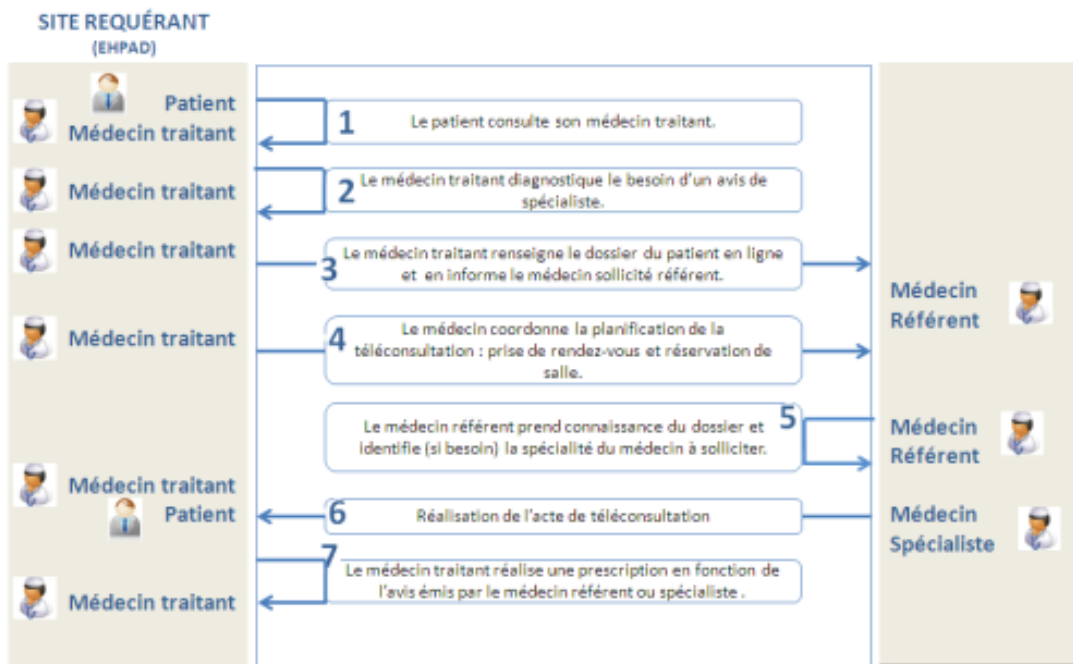 SITE REQUÉRANT
(EHPAD)
Patient
Médecin traitant
1
Le patient consulte son médecin traitant.
Médecin traitant
2
Le médecin traitant diagnostique le besoin d'un avis de
spécialiste.
Médecin traitant
3
Le médecin traitant renseigne le dossier du patient en ligne
et en informe le médecin sollicité référent.
Médecin
Référent
Médecin traitant
4
Le médecin coordonne la planification de la
téléconsultation : prise de rendez-vous et réservation de
salle.
5
Le médecin référent prend connaissance du dossier et
identifie (si besoin) la spécialité du médecin à solliciter.
Médecin
Référent
Médecin traitant
Patient
6
Réalisation de l'acte de téléconsultation
Médecin
Spécialiste
7
Le médecin traitant réalise une prescription en fonction de
l'avis émis par le médecin référent ou spécialiste .
Médecin traitant